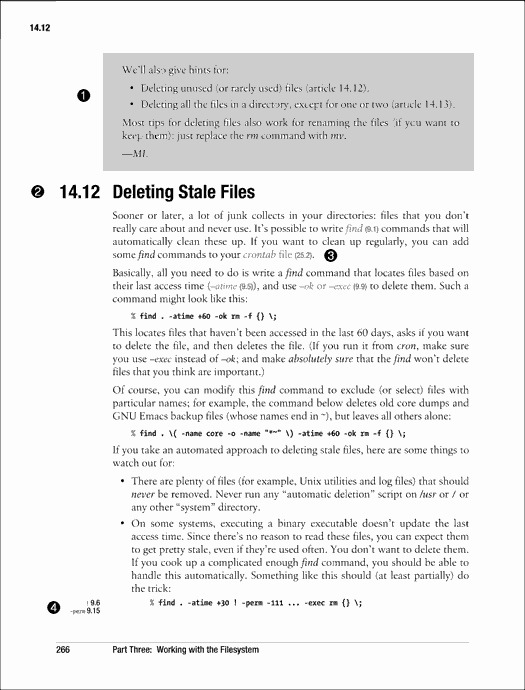 14.12
We'll also give hints for:
• Deleting unused (or rarely used) files (article 14.12).
1
• Deleting all the files in a directory, except for one or two (article 14.13).
Most tips for deleting files also work for renaming the files (if you want to
keep them): just replace the rm command with mv.
—ML
2 14.12 Deleting Stale Files
Sooner or later, a lot of junk collects in your directories: files that you don't
really care about and never use. It's possible to write find (9.1) commands that will
automatically clean these up. If you want to clean up regularly, you can add
some find commands to your crontab file (25.2). 3
Basically, all you need to do is write a find command that locates files based on
their last access time (–atime (9.5)), and use –ok or –exec (9.9) to delete them. Such a
command might look like this:
% find . -atime +60 -ok rm -f {} \;
This locates files that haven't been accessed in the last 60 days, asks if you want
to delete the file, and then deletes the file. (If you run it from cron, make sure
you use –exec instead of –ok; and make absolutely sure that the find won't delete
files that you think are important.)
Of course, you can modify this find command to exclude (or select) files with
particular names; for example, the command below deletes old core dumps and
GNU Emacs backup files (whose names end in ~), but leaves all others alone:
% find . \( -name core -o -name "*~" \) -atime +60 -ok rm -f {} \;
If you take an automated approach to deleting stale files, here are some things to
watch out for:
• There are plenty of files (for example, Unix utilities and log files) that should
never be removed. Never run any "automatic deletion" script on /usr or / or
any other "system" directory.
• On some systems, executing a binary executable doesn't update the last
access time. Since there's no reason to read these files, you can expect them
to get pretty stale, even if they're used often. You don't want to delete them.
If you cook up a complicated enough find command, you should be able to
handle this automatically. Something like this should (at least partially) do
the trick:
4 ! 9.6 % find . -atime +30 ! -perm -111 ... -exec rm {} \;
-perm 9.15
266 Part Three: Working with the Filesystem